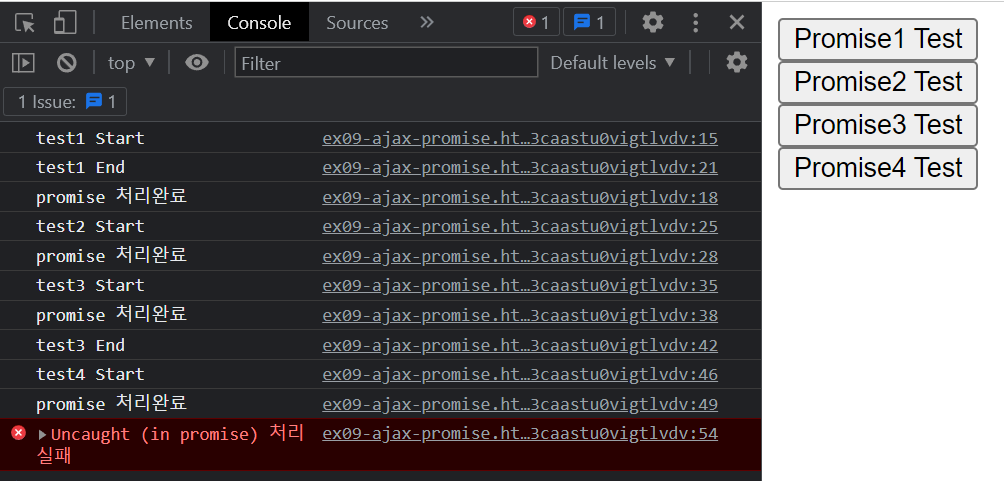 Elements Console Sources 1 1
top Filter Default levels
1 Issue: 1
test1 Start ex09-ajax-promise.ht…3caastu0vigtlvdv:15
test1 End ex09-ajax-promise.ht…3caastu0vigtlvdv:21
promise 처리완료 ex09-ajax-promise.ht…3caastu0vigtlvdv:18
test2 Start ex09-ajax-promise.ht…3caastu0vigtlvdv:25
promise 처리완료 ex09-ajax-promise.ht…3caastu0vigtlvdv:28
test3 Start ex09-ajax-promise.ht…3caastu0vigtlvdv:35
promise 처리완료 ex09-ajax-promise.ht…3caastu0vigtlvdv:38
test3 End ex09-ajax-promise.ht…3caastu0vigtlvdv:42
test4 Start ex09-ajax-promise.ht…3caastu0vigtlvdv:46
promise 처리완료 ex09-ajax-promise.ht…3caastu0vigtlvdv:49
Uncaught (in promise) 처리 ex09-ajax-promise.ht…3caastu0vigtlvdv:54
실패
Promise1 Test
Promise2 Test
Promise3 Test
Promise4 Test